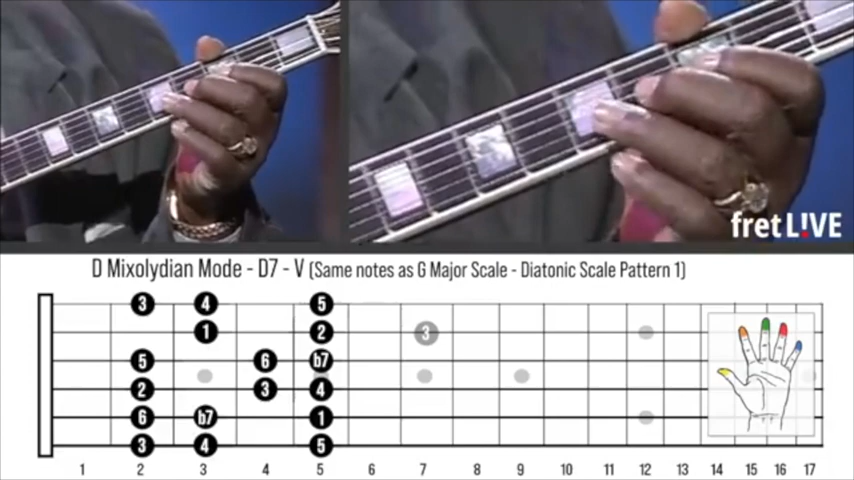 fretL!VE
D Mixolydian Mode - D7 - V (Same notes as G Major Scale - Diatonic Scale Pattern 1)
3 4 5
1 2 3
5 6 b7
2 3 4
6 b7 1
3 4 5
1 2 3 4 5 6 7 8 9 10 11 12 13 14 15 16 17